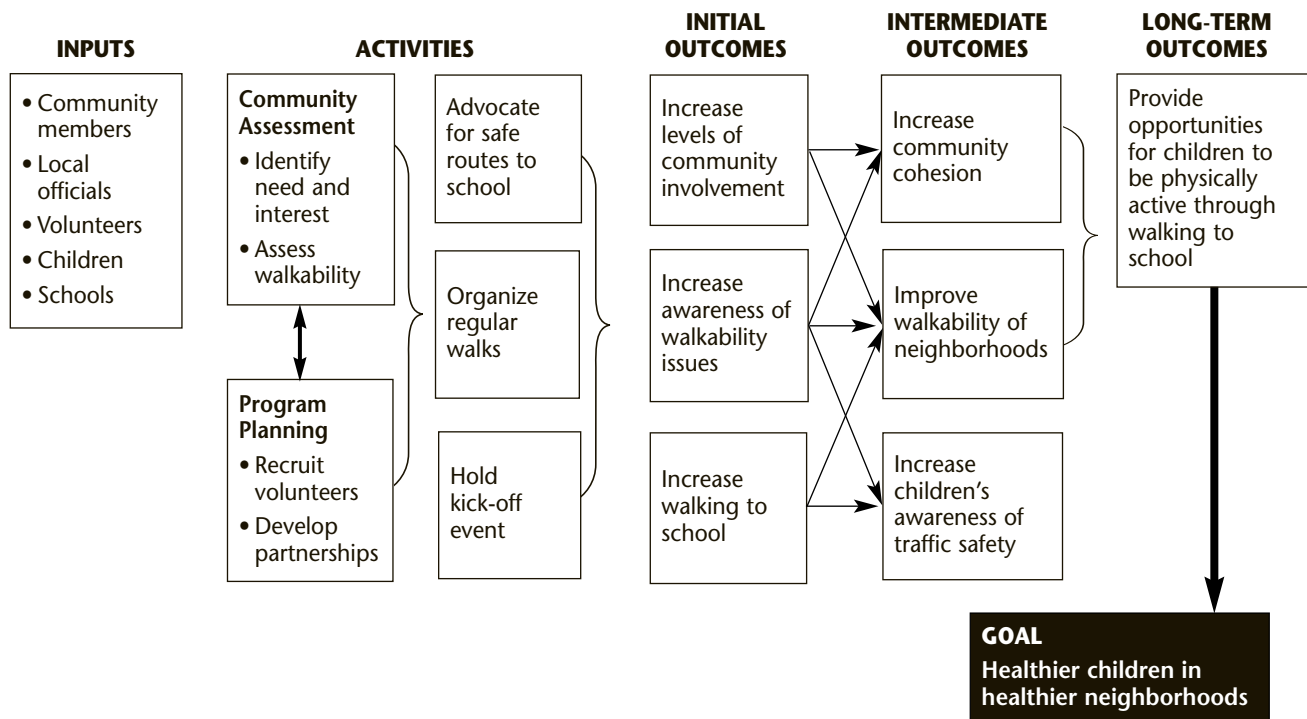 INPUTS
• Community
members
• Local
officials
• Volunteers
• Children
• Schools
ACTIVITIES
Community
Assessment
• Identify
need and
interest
• Assess
walkability
Program
Planning
• Recruit
volunteers
• Develop
partnerships
Advocate
for safe
routes to
school
Organize
regular
walks
Hold
kick-off
event
INITIAL
OUTCOMES
Increase
levels of
community
involvement
Increase
awareness of
walkability
issues
Increase
walking to
school
INTERMEDIATE
OUTCOMES
Increase
community
cohesion
Improve
walkability of
neighborhoods
Increase
children’s
awareness of
traffic safety
LONG-TERM
OUTCOMES
Provide
opportunities
for children to
be physically
active through
walking to
school
GOAL
Healthier children in
healthier neighborhoods